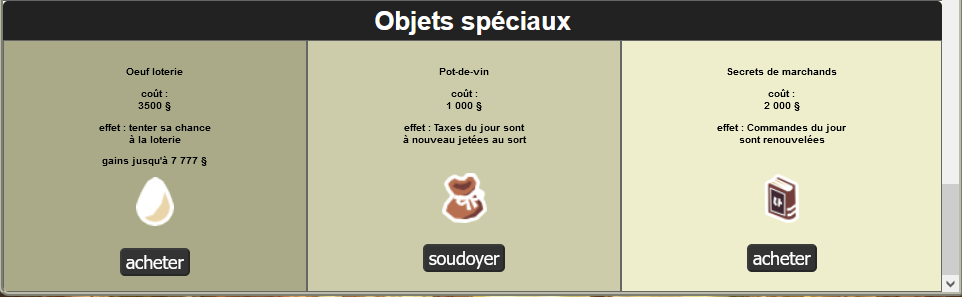 Objets spéciaux
Oeuf loterie
coût :
3500 §
effet : tenter sa chance
à la loterie
gains jusqu'à 7 777 §
acheter
Pot-de-vin
coût :
1 000 §
effet : Taxes du jour sont
à nouveau jetées au sort
soudoyer
Secrets de marchands
coût :
2 000 §
effet : Commandes du jour
sont renouvelées
acheter